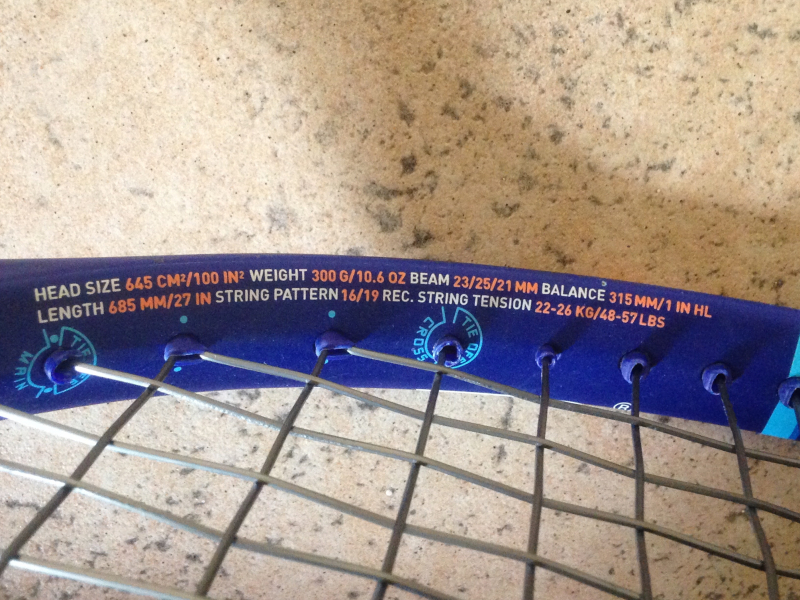 HEAD SIZE 645 CM²/100 IN² WEIGHT 300 G/10.6 OZ BEAM 23/25/21 MM BALANCE 315 MM/1 IN HL
LENGTH 685 MM/27 IN STRING PATTERN 16/19 REC. STRING TENSION 22-26 KG/48-57 LBS
TIE OFF
MAIN
TIE OFF
CROSS